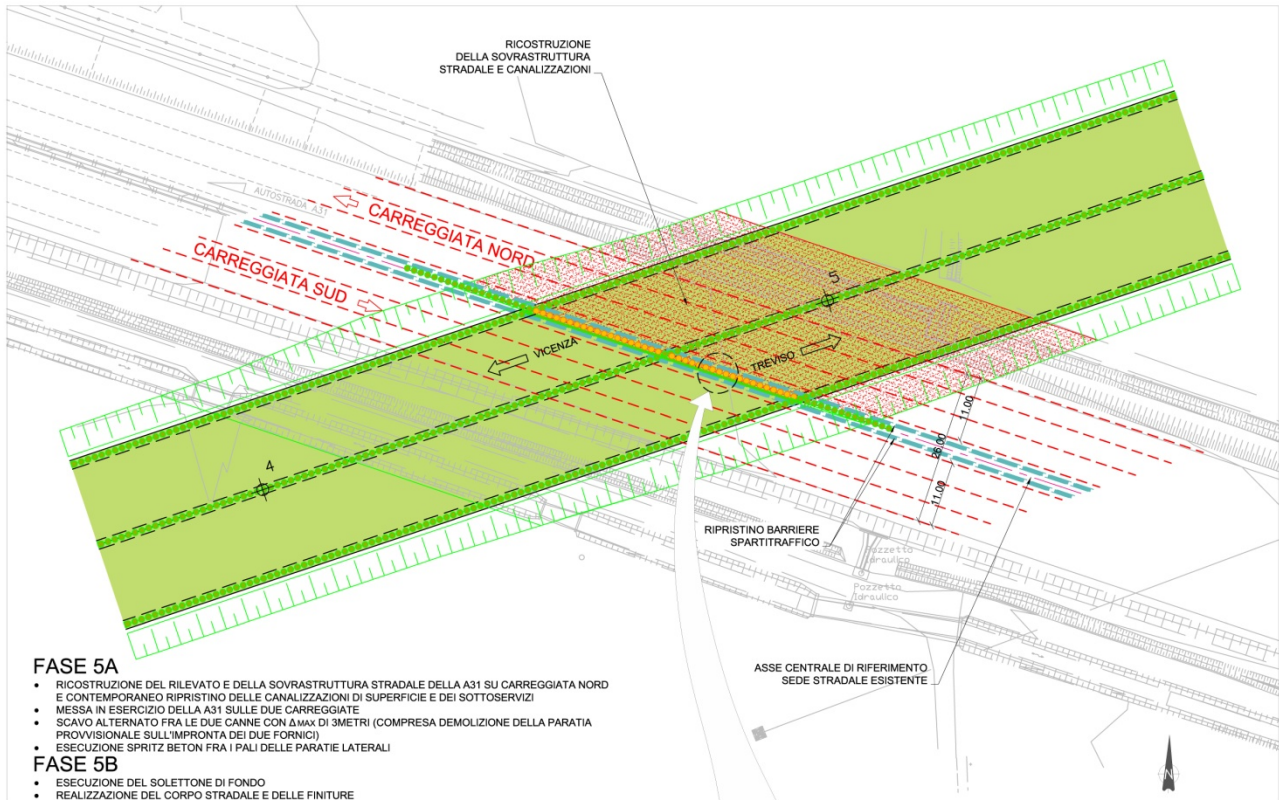 RICOSTRUZIONE
DELLA SOVRASTRUTTURA
STRADALE E CANALIZZAZIONI
AUTOSTRADA A31
CARREGGIATA NORD
CARREGGIATA SUD
5
VICENZA
TREVISO
4
11.00
26.00
11.00
RIPRISTINO BARRIERE
SPARTITRAFFICO
Pozzetto
Idraulico
Pozzetto
Idraulico
ASSE CENTRALE DI RIFERIMENTO
SEDE STRADALE ESISTENTE
FASE 5A
• RICOSTRUZIONE DEL RILEVATO E DELLA SOVRASTRUTTURA STRADALE DELLA A31 SU CARREGGIATA NORD
E CONTEMPORANEO RIPRISTINO DELLE CANALIZZAZIONI DI SUPERFICIE E DEI SOTTOSERVIZI
• MESSA IN ESERCIZIO DELLA A31 SULLE DUE CARREGGIATE
• SCAVO ALTERNATO FRA LE DUE CANNE CON ΔMAX DI 3METRI (COMPRESA DEMOLIZIONE DELLA PARATIA
PROVVISIONALE SULL'IMPRONTA DEI DUE FORNICI)
• ESECUZIONE SPRITZ BETON FRA I PALI DELLE PARATIE LATERALI
FASE 5B
• ESECUZIONE DEL SOLETTONE DI FONDO
• REALIZZAZIONE DEL CORPO STRADALE E DELLE FINITURE
N